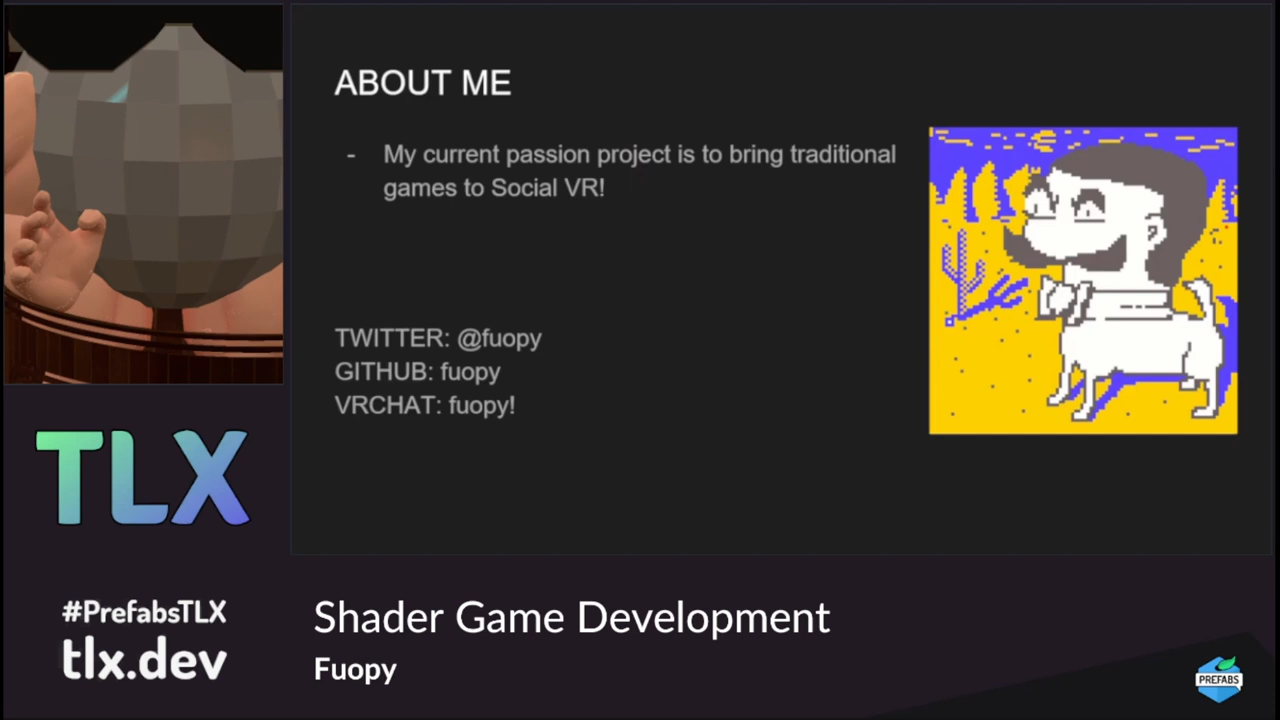 ABOUT ME
- My current passion project is to bring traditional
games to Social VR!
TWITTER: @fuopy
GITHUB: fuopy
VRCHAT: fuopy!
TLX
#PrefabsTLX
tlx.dev
Shader Game Development
Fuopy
PREFABS